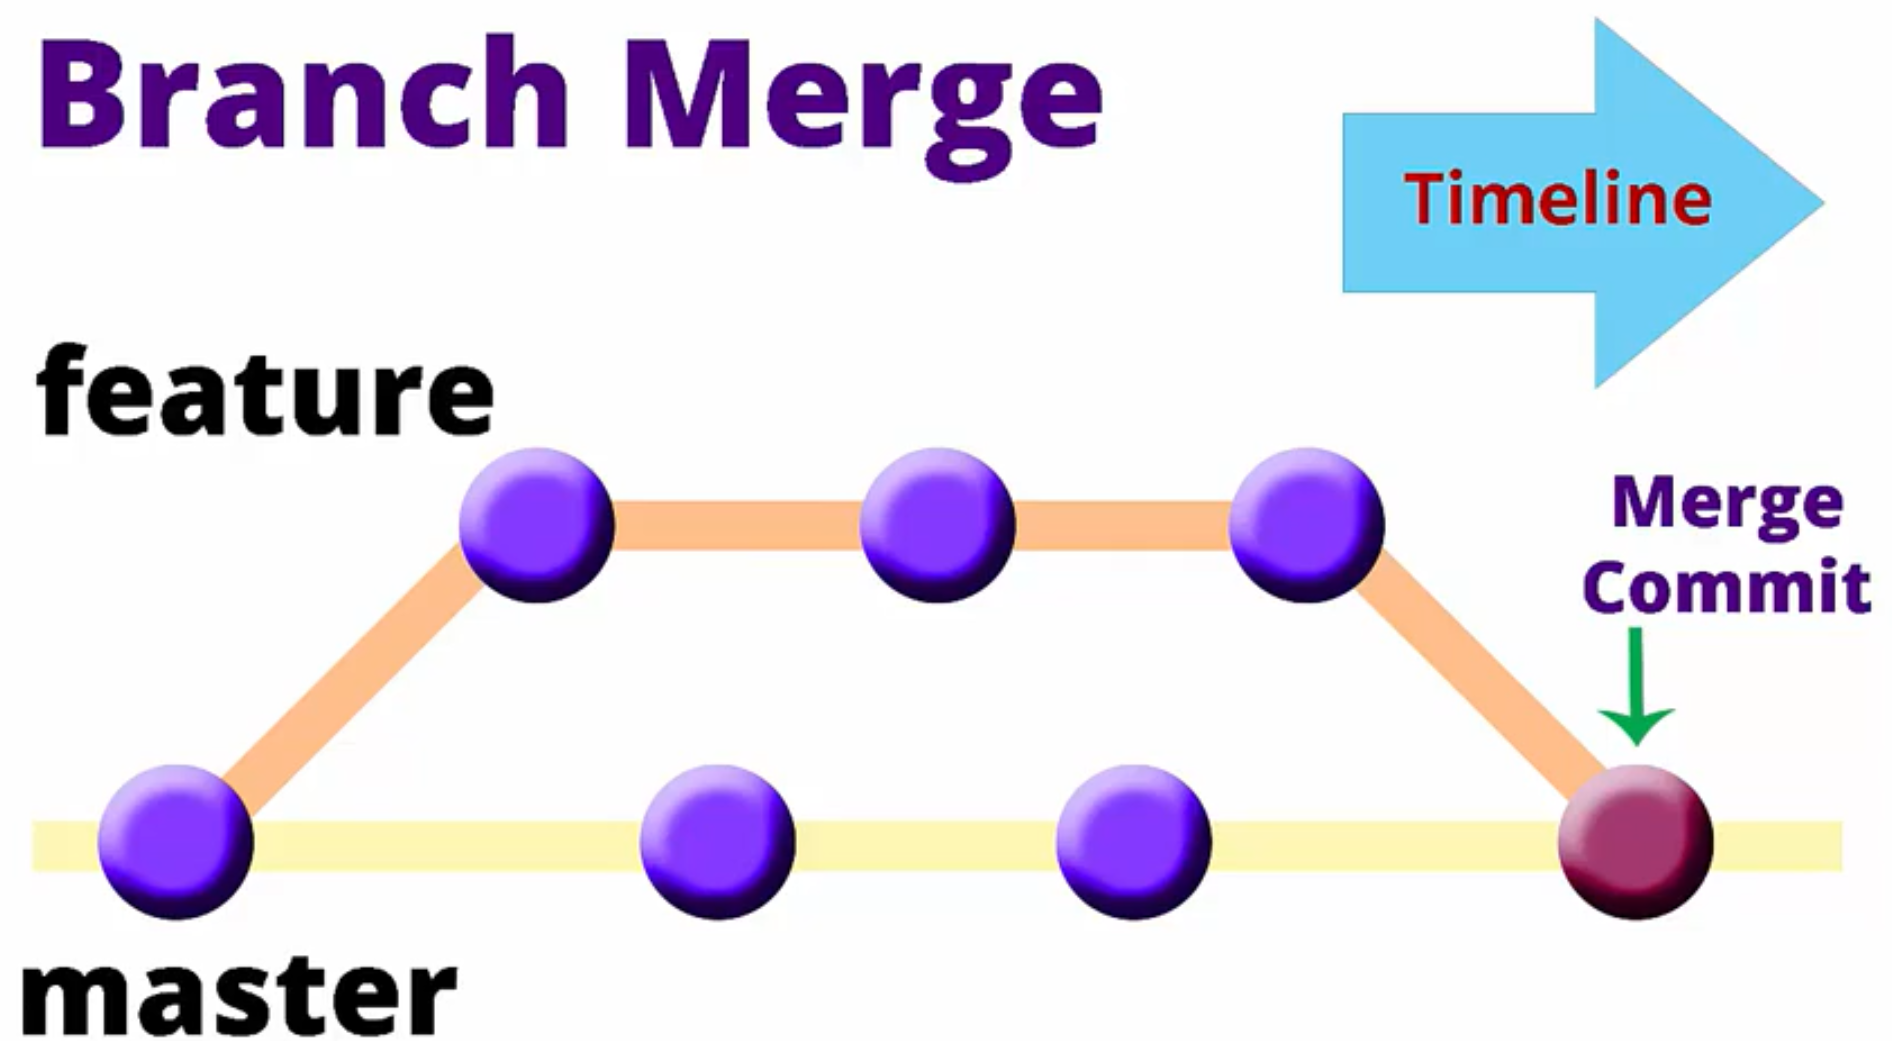 Branch Merge
Timeline
feature
Merge
Commit
master